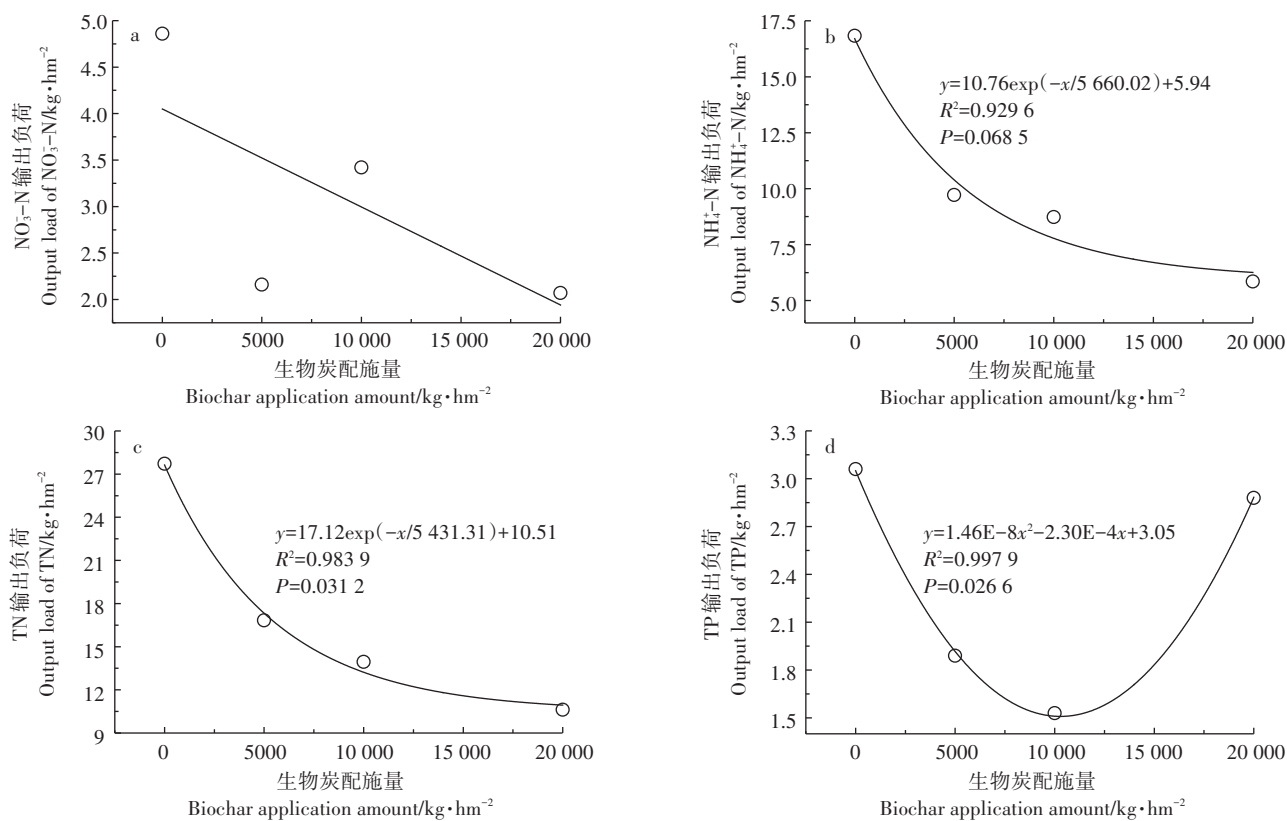 a
5.0
4.5
4.0
3.5
3.0
2.5
2.0
NO₃⁻-N 输出负荷
Output load of NO₃⁻-N/kg·hm⁻²
0 5000 10 000 15 000 20 000
生物炭配施量
Biochar application amount/kg·hm⁻²
b
17.5
15.0
12.5
10.0
7.5
5.0
NH₄⁺-N 输出负荷
Output load of NH₄⁺-N/kg·hm⁻²
y=10.76exp(-x/5 660.02)+5.94
R²=0.929 6
P=0.068 5
0 5000 10 000 15 000 20 000
生物炭配施量
Biochar application amount/kg·hm⁻²
c
30
27
24
21
18
15
12
9
TN 输出负荷
Output load of TN/kg·hm⁻²
y=17.12exp(-x/5 431.31)+10.51
R²=0.983 9
P=0.031 2
0 5000 10 000 15 000 20 000
生物炭配施量
Biochar application amount/kg·hm⁻²
d
3.3
3.0
2.7
2.4
2.1
1.8
1.5
TP 输出负荷
Output load of TP/kg·hm⁻²
y=1.46E-8x²-2.30E-4x+3.05
R²=0.997 9
P=0.026 6
0 5000 10 000 15 000 20 000
生物炭配施量
Biochar application amount/kg·hm⁻²